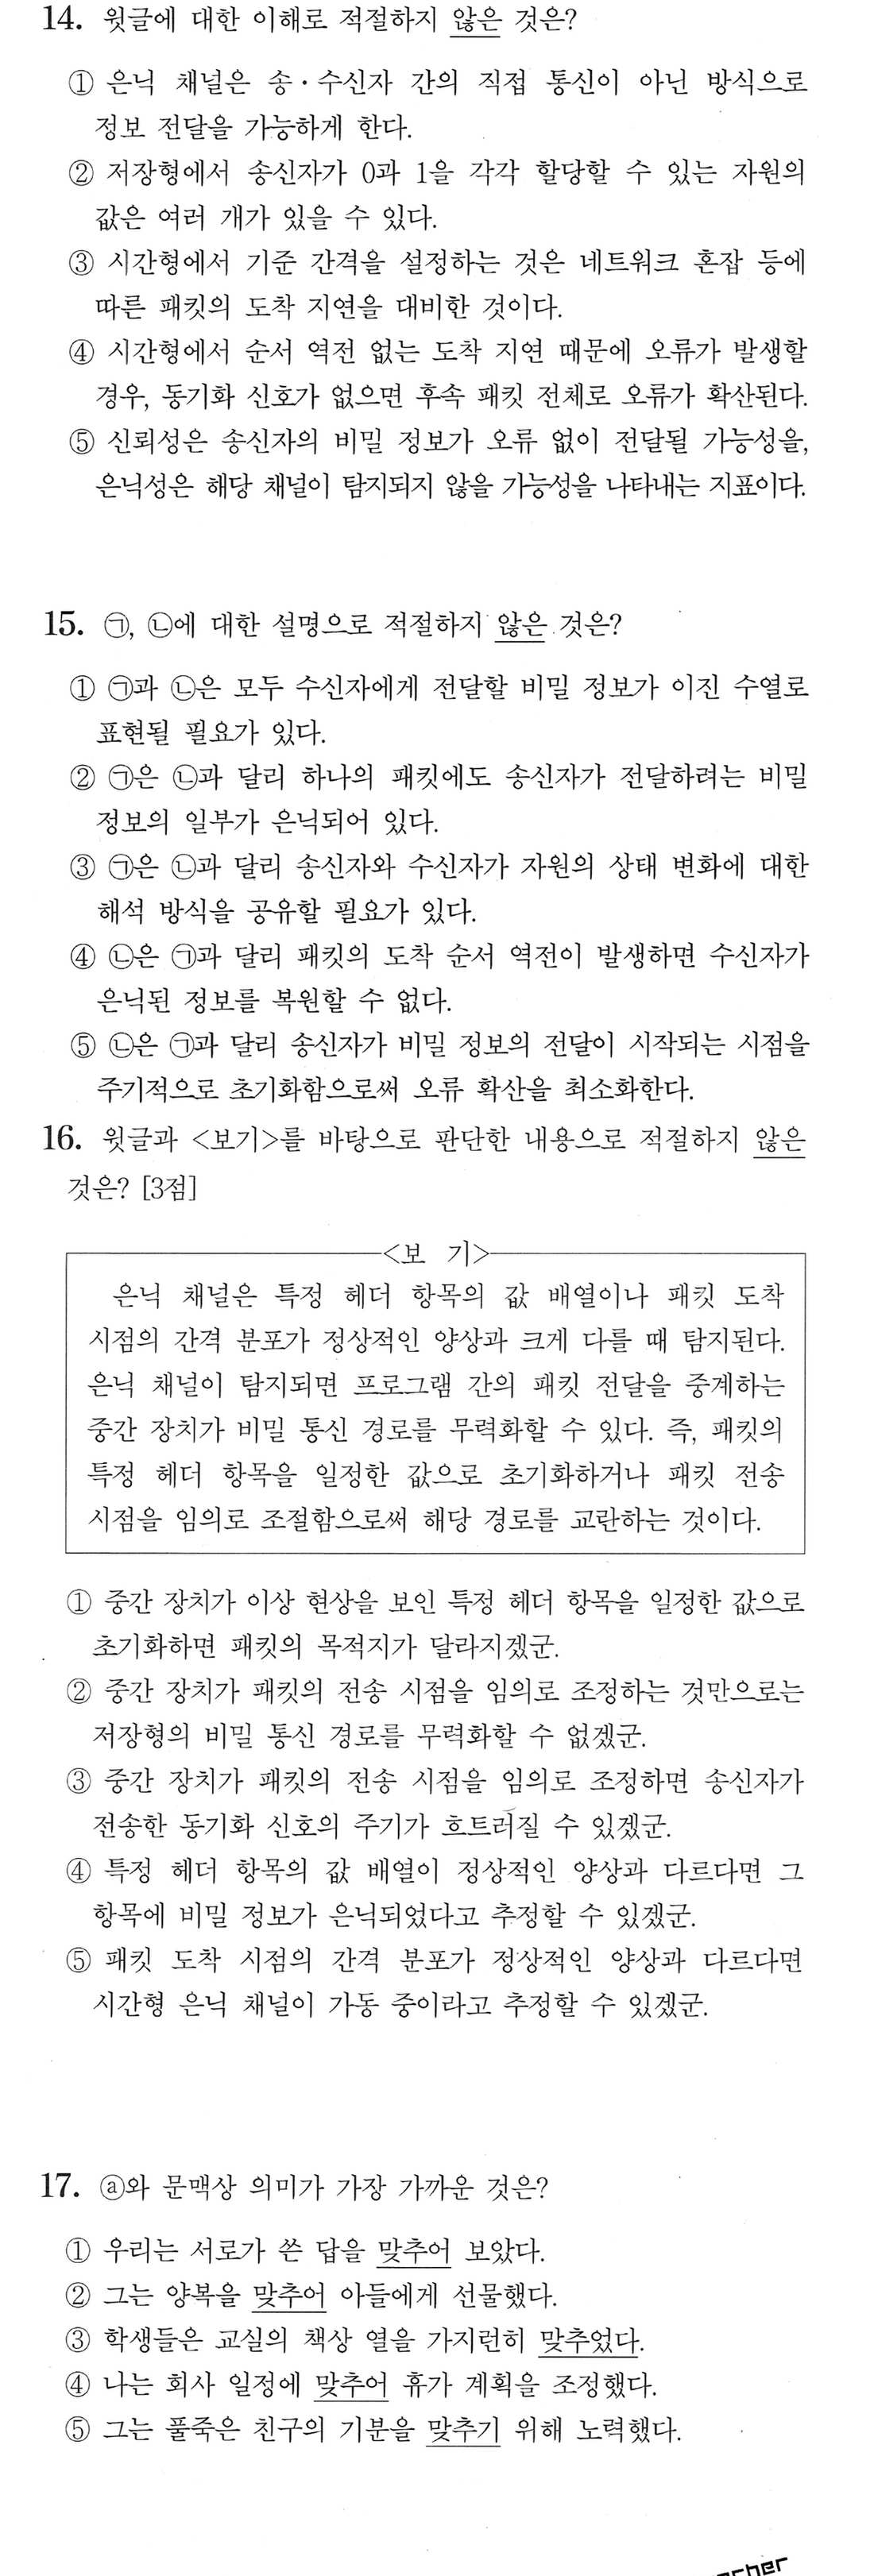 14. 윗글에 대한 이해로 적절하지 않은 것은?
① 은닉 채널은 송·수신자 간의 직접 통신이 아닌 방식으로
정보 전달을 가능하게 한다.
② 저장형에서 송신자가 0과 1을 각각 할당할 수 있는 자원의
값은 여러 개가 있을 수 있다.
③ 시간형에서 기준 간격을 설정하는 것은 네트워크 혼잡 등에
따른 패킷의 도착 지연을 대비한 것이다.
④ 시간형에서 순서 역전 없는 도착 지연 때문에 오류가 발생할
경우, 동기화 신호가 없으면 후속 패킷 전체로 오류가 확산된다.
⑤ 신뢰성은 송신자의 비밀 정보가 오류 없이 전달될 가능성을,
은닉성은 해당 채널이 탐지되지 않을 가능성을 나타내는 지표이다.
15. ㉠, ㉡에 대한 설명으로 적절하지 않은 것은?
① ㉠과 ㉡은 모두 수신자에게 전달할 비밀 정보가 이진 수열로
표현될 필요가 있다.
② ㉠은 ㉡과 달리 하나의 패킷에도 송신자가 전달하려는 비밀
정보의 일부가 은닉되어 있다.
③ ㉠은 ㉡과 달리 송신자와 수신자가 자원의 상태 변화에 대한
해석 방식을 공유할 필요가 있다.
④ ㉡은 ㉠과 달리 패킷의 도착 순서 역전이 발생하면 수신자가
은닉된 정보를 복원할 수 없다.
⑤ ㉡은 ㉠과 달리 송신자가 비밀 정보의 전달이 시작되는 시점을
주기적으로 초기화함으로써 오류 확산을 최소화한다.
16. 윗글과 <보기>를 바탕으로 판단한 내용으로 적절하지 않은
것은? [3점]
<보 기>
은닉 채널은 특정 헤더 항목의 값 배열이나 패킷 도착
시점의 간격 분포가 정상적인 양상과 크게 다를 때 탐지된다.
은닉 채널이 탐지되면 프로그램 간의 패킷 전달을 중계하는
중간 장치가 비밀 통신 경로를 무력화할 수 있다. 즉, 패킷의
특정 헤더 항목을 일정한 값으로 초기화하거나 패킷 전송
시점을 임의로 조절함으로써 해당 경로를 교란하는 것이다.
① 중간 장치가 이상 현상을 보인 특정 헤더 항목을 일정한 값으로
초기화하면 패킷의 목적지가 달라지겠군.
② 중간 장치가 패킷의 전송 시점을 임의로 조정하는 것만으로는
저장형의 비밀 통신 경로를 무력화할 수 없겠군.
③ 중간 장치가 패킷의 전송 시점을 임의로 조정하면 송신자가
전송한 동기화 신호의 주기가 흐트러질 수 있겠군.
④ 특정 헤더 항목의 값 배열이 정상적인 양상과 다르다면 그
항목에 비밀 정보가 은닉되었다고 추정할 수 있겠군.
⑤ 패킷 도착 시점의 간격 분포가 정상적인 양상과 다르다면
시간형 은닉 채널이 가동 중이라고 추정할 수 있겠군.
17. ⓐ와 문맥상 의미가 가장 가까운 것은?
① 우리는 서로가 쓴 답을 맞추어 보았다.
② 그는 양복을 맞추어 아들에게 선물했다.
③ 학생들은 교실의 책상 열을 가지런히 맞추었다.
④ 나는 회사 일정에 맞추어 휴가 계획을 조정했다.
⑤ 그는 풀죽은 친구의 기분을 맞추기 위해 노력했다.